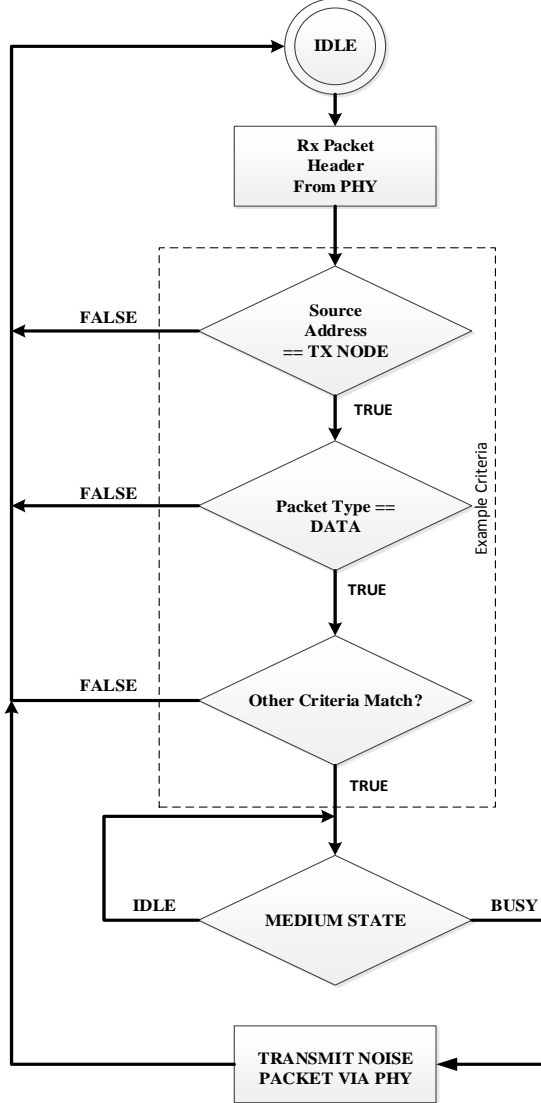 IDLE
Rx Packet
Header
From PHY
Source
Address
== TX NODE
FALSE
TRUE
Packet Type ==
DATA
FALSE
TRUE
Example Criteria
Other Criteria Match?
FALSE
TRUE
MEDIUM STATE
IDLE
BUSY
TRANSMIT NOISE
PACKET VIA PHY